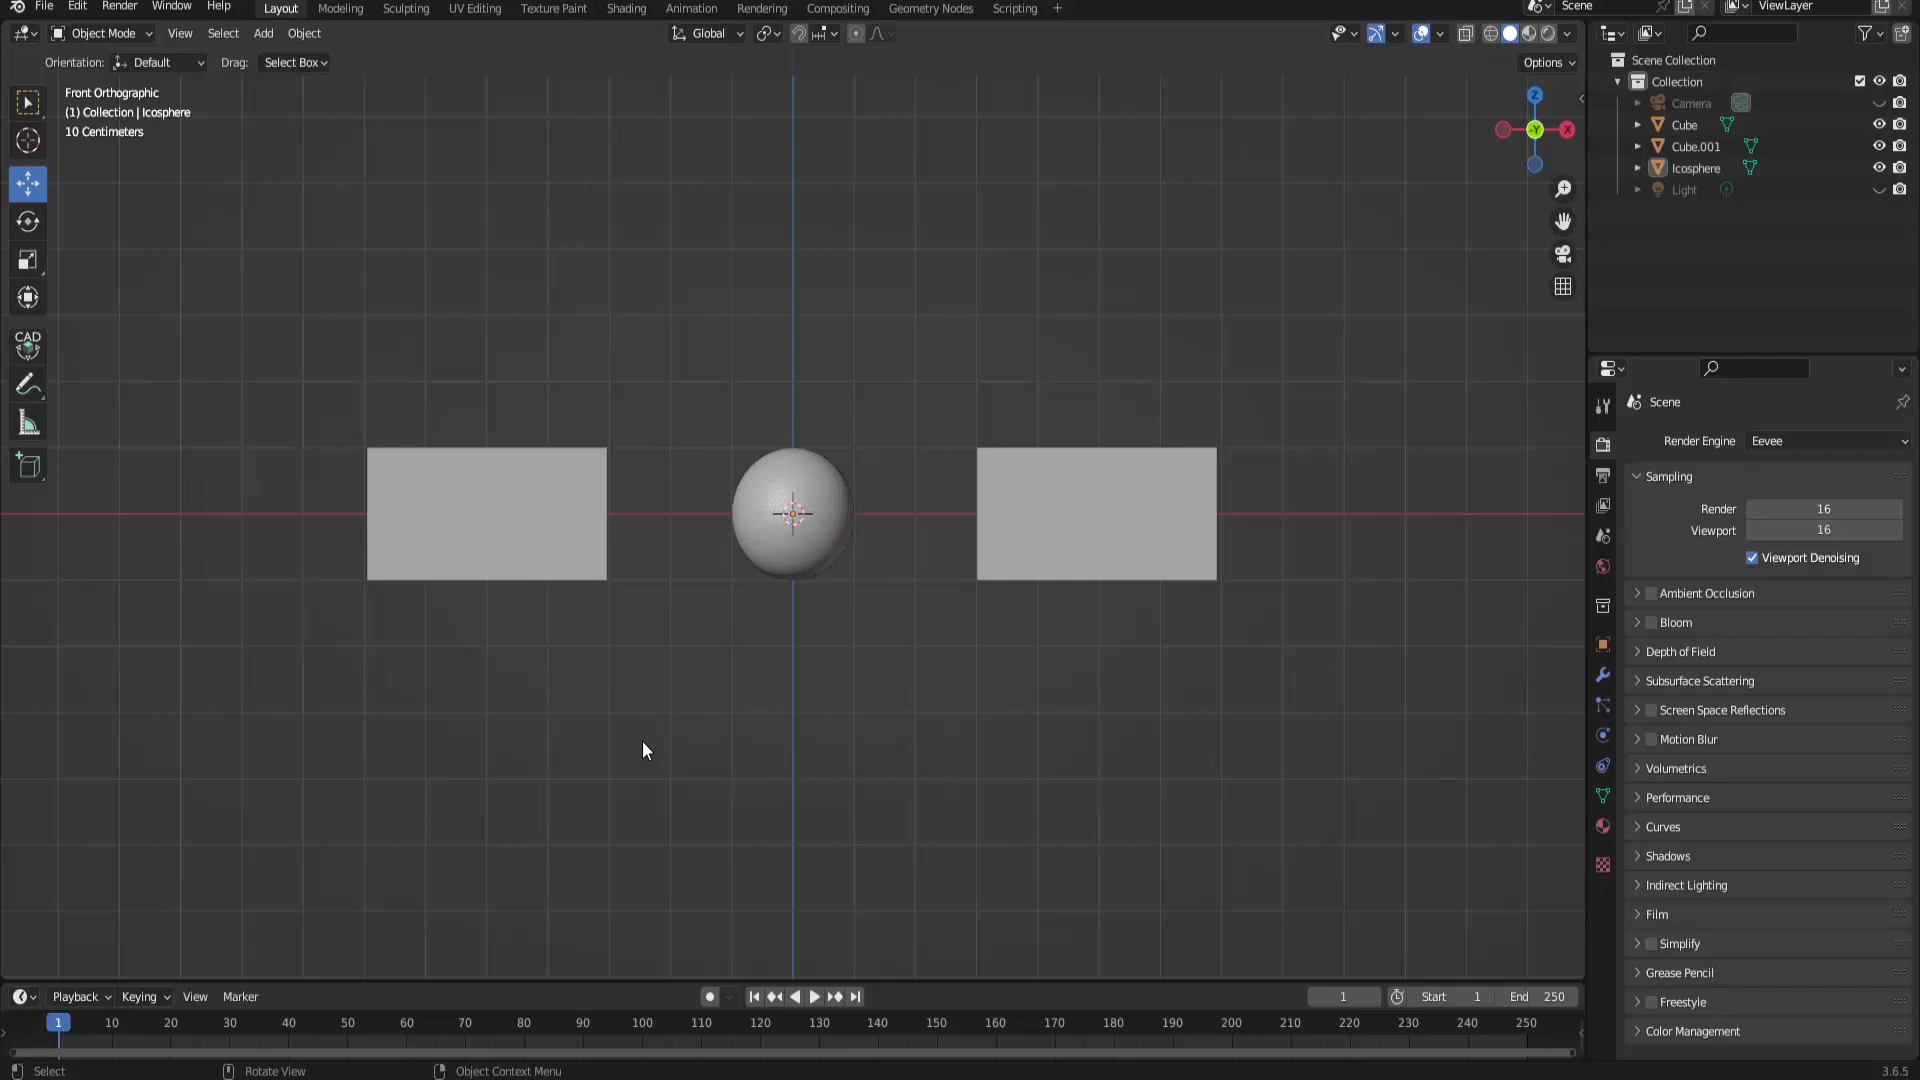 File Edit Render Window Help Layout Modeling Sculpting UV Editing Texture Paint Shading Animation Rendering Compositing Geometry Nodes Scripting + Scene ViewLayer
Object Mode View Select Add Object Global
Orientation: Default Drag: Select Box Options
Front Orthographic
(1) Collection | Icosphere
10 Centimeters
Z
-Y
X
CAD
Scene Collection
Collection
Camera
Cube
Cube.001
Icosphere
Light
Scene
Render Engine Eevee
Sampling
Render 16
Viewport 16
Viewport Denoising
Ambient Occlusion
Bloom
Depth of Field
Subsurface Scattering
Screen Space Reflections
Motion Blur
Volumetrics
Performance
Curves
Shadows
Indirect Lighting
Film
Simplify
Grease Pencil
Freestyle
Color Management
Playback Keying View Marker 1 Start 1 End 250
1 10 20 30 40 50 60 70 80 90 100 110 120 130 140 150 160 170 180 190 200 210 220 230 240 250
Select Rotate View Object Context Menu 3.6.5